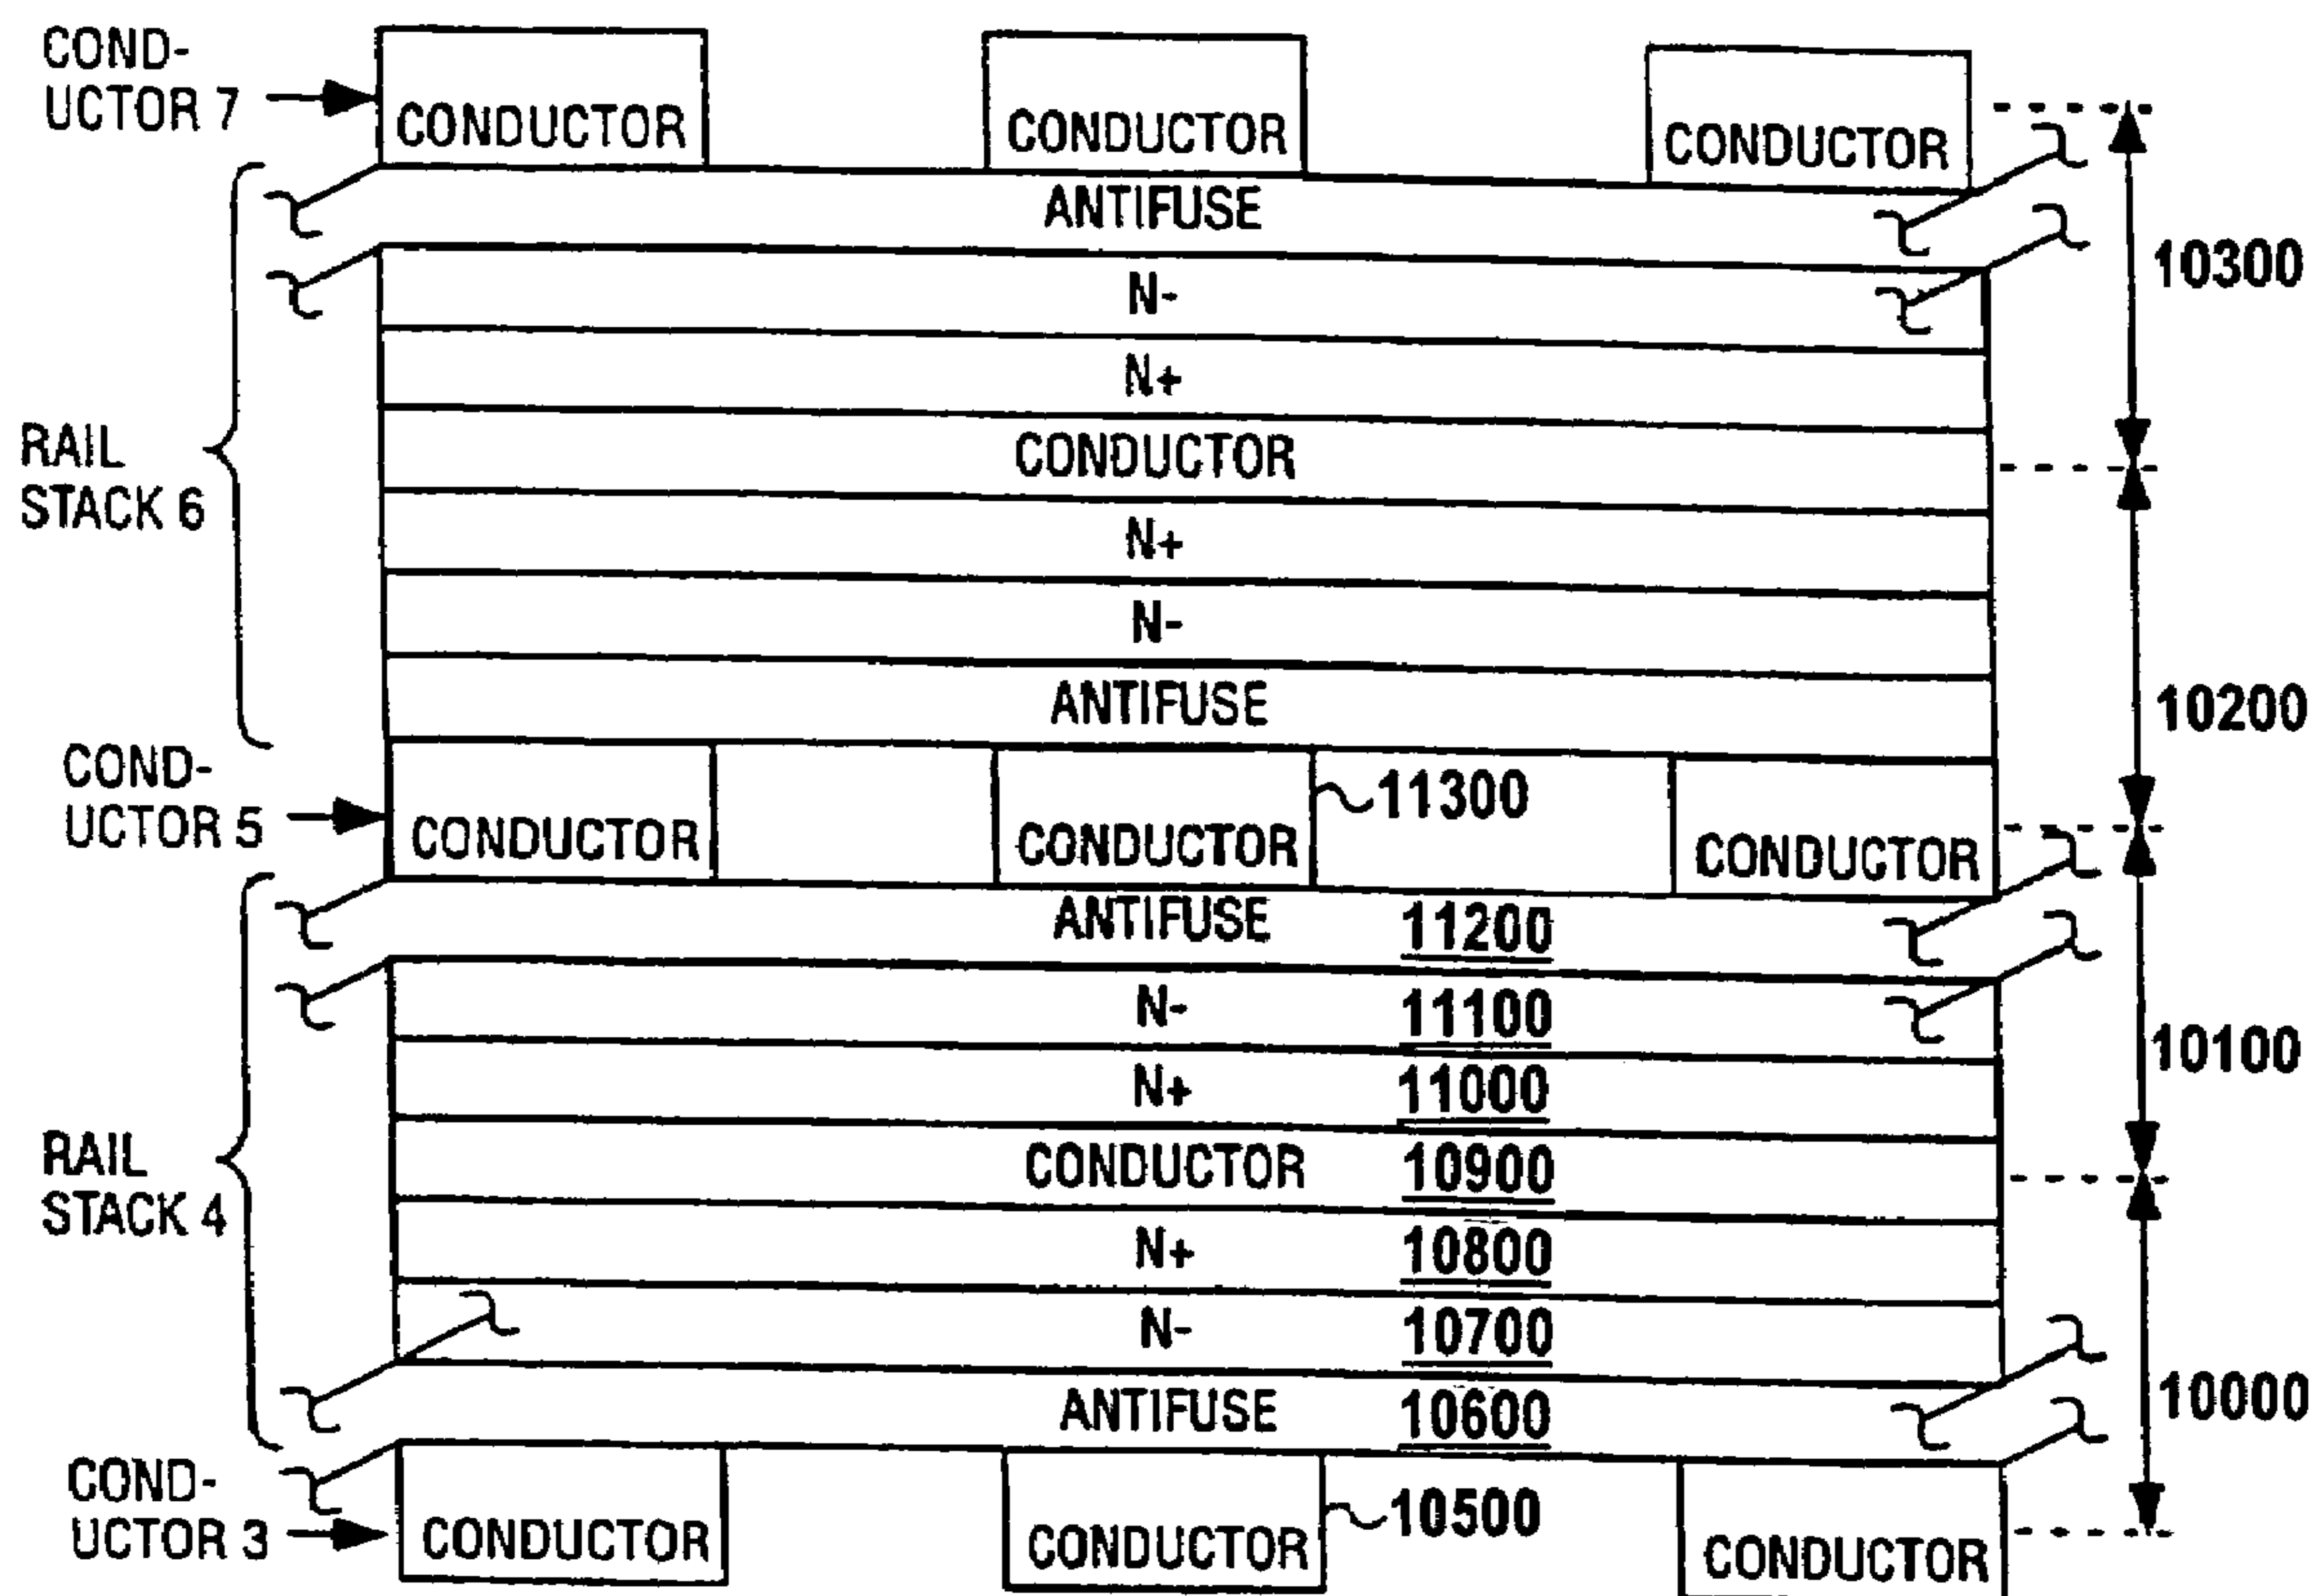 COND-
UCTOR 7
CONDUCTOR CONDUCTOR CONDUCTOR
ANTIFUSE
10300
N-
N+
RAIL
STACK 6
CONDUCTOR
N+
N-
ANTIFUSE
10200
COND-
UCTOR 5
CONDUCTOR CONDUCTOR 11300 CONDUCTOR
ANTIFUSE 11200
N- 11100
10100
N+ 11000
RAIL
STACK 4
CONDUCTOR 10900
N+ 10800
N- 10700
ANTIFUSE 10600
10000
COND-
UCTOR 3
CONDUCTOR CONDUCTOR 10500 CONDUCTOR